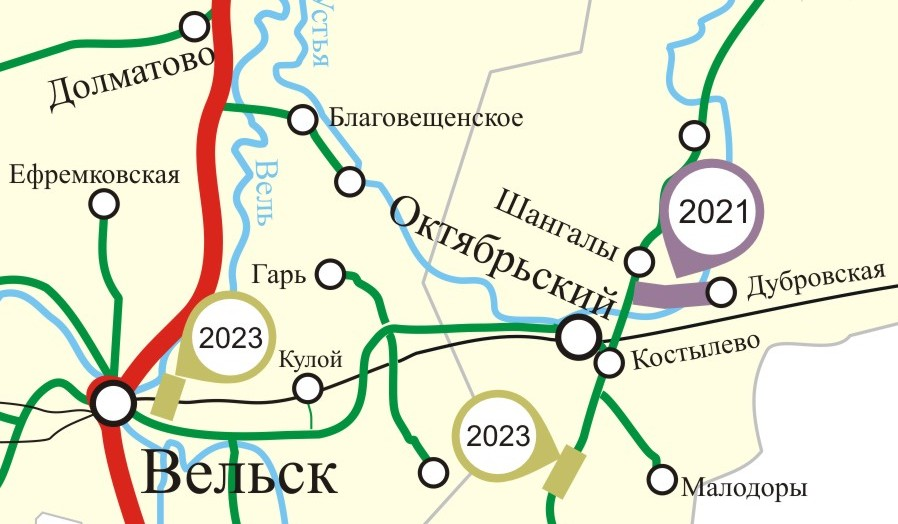 Устья
Долматово
Благовещенское
Ефремковская
Вель
Шангалы
2021
Октябрьский
Гарь
Дубровская
2023
Кулой
Костылево
2023
Вельск
Малодоры